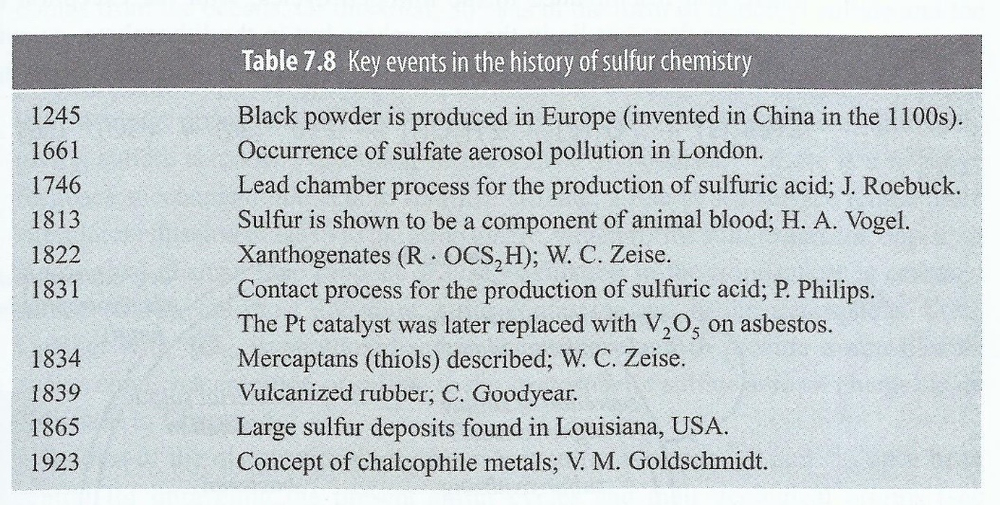 Table 7.8 Key events in the history of sulfur chemistry
1245 Black powder is produced in Europe (invented in China in the 1100s).
1661 Occurrence of sulfate aerosol pollution in London.
1746 Lead chamber process for the production of sulfuric acid; J. Roebuck.
1813 Sulfur is shown to be a component of animal blood; H. A. Vogel.
1822 Xanthogenates (R · OCS₂H); W. C. Zeise.
1831 Contact process for the production of sulfuric acid; P. Philips.
The Pt catalyst was later replaced with V₂O₅ on asbestos.
1834 Mercaptans (thiols) described; W. C. Zeise.
1839 Vulcanized rubber; C. Goodyear.
1865 Large sulfur deposits found in Louisiana, USA.
1923 Concept of chalcophile metals; V. M. Goldschmidt.